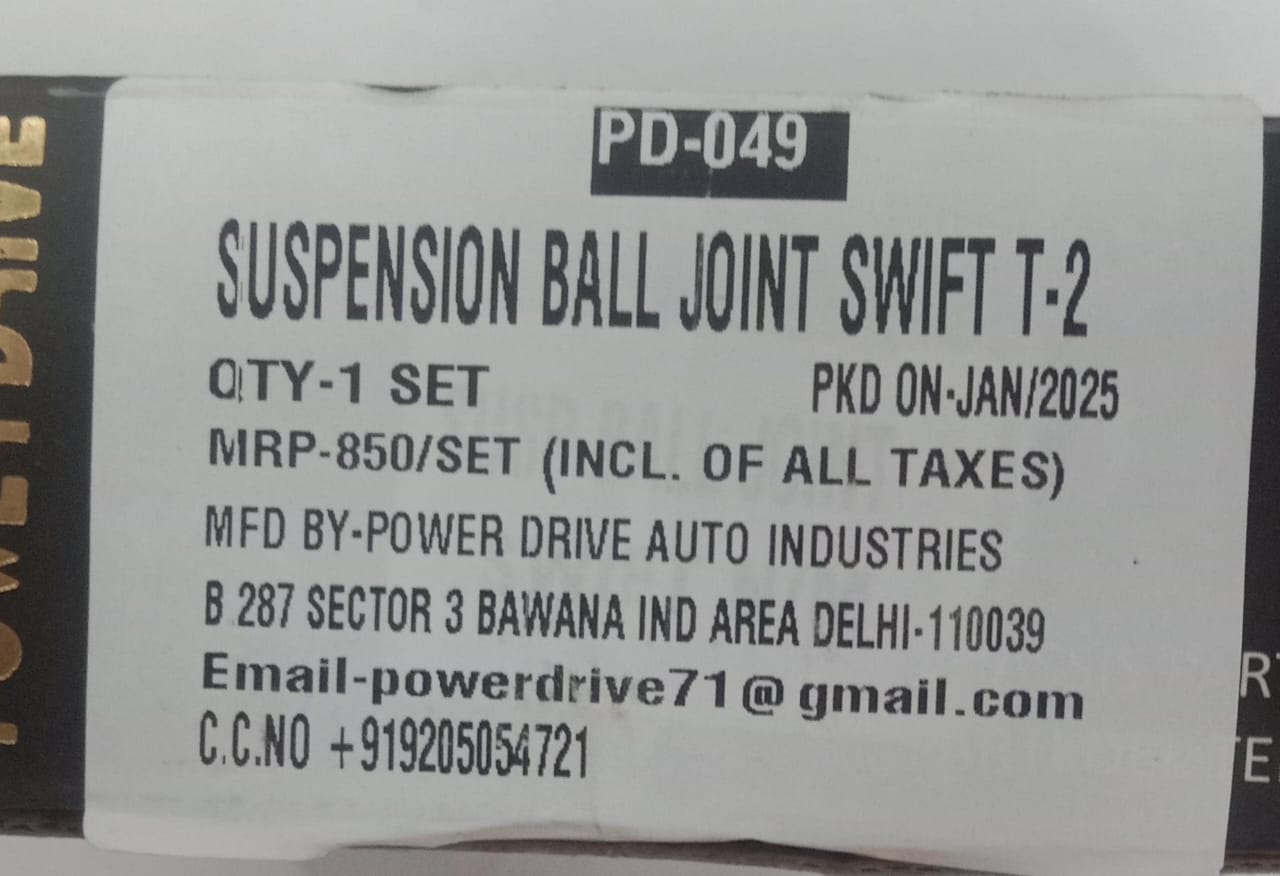 PD-049
SUSPENSION BALL JOINT SWIFT T-2
QTY-1 SET PKD ON-JAN/2025
MRP-850/SET (INCL. OF ALL TAXES)
MFD BY-POWER DRIVE AUTO INDUSTRIES
B 287 SECTOR 3 BAWANA IND AREA DELHI-110039
Email-powerdrive71@gmail.com
C.C.NO +919205054721